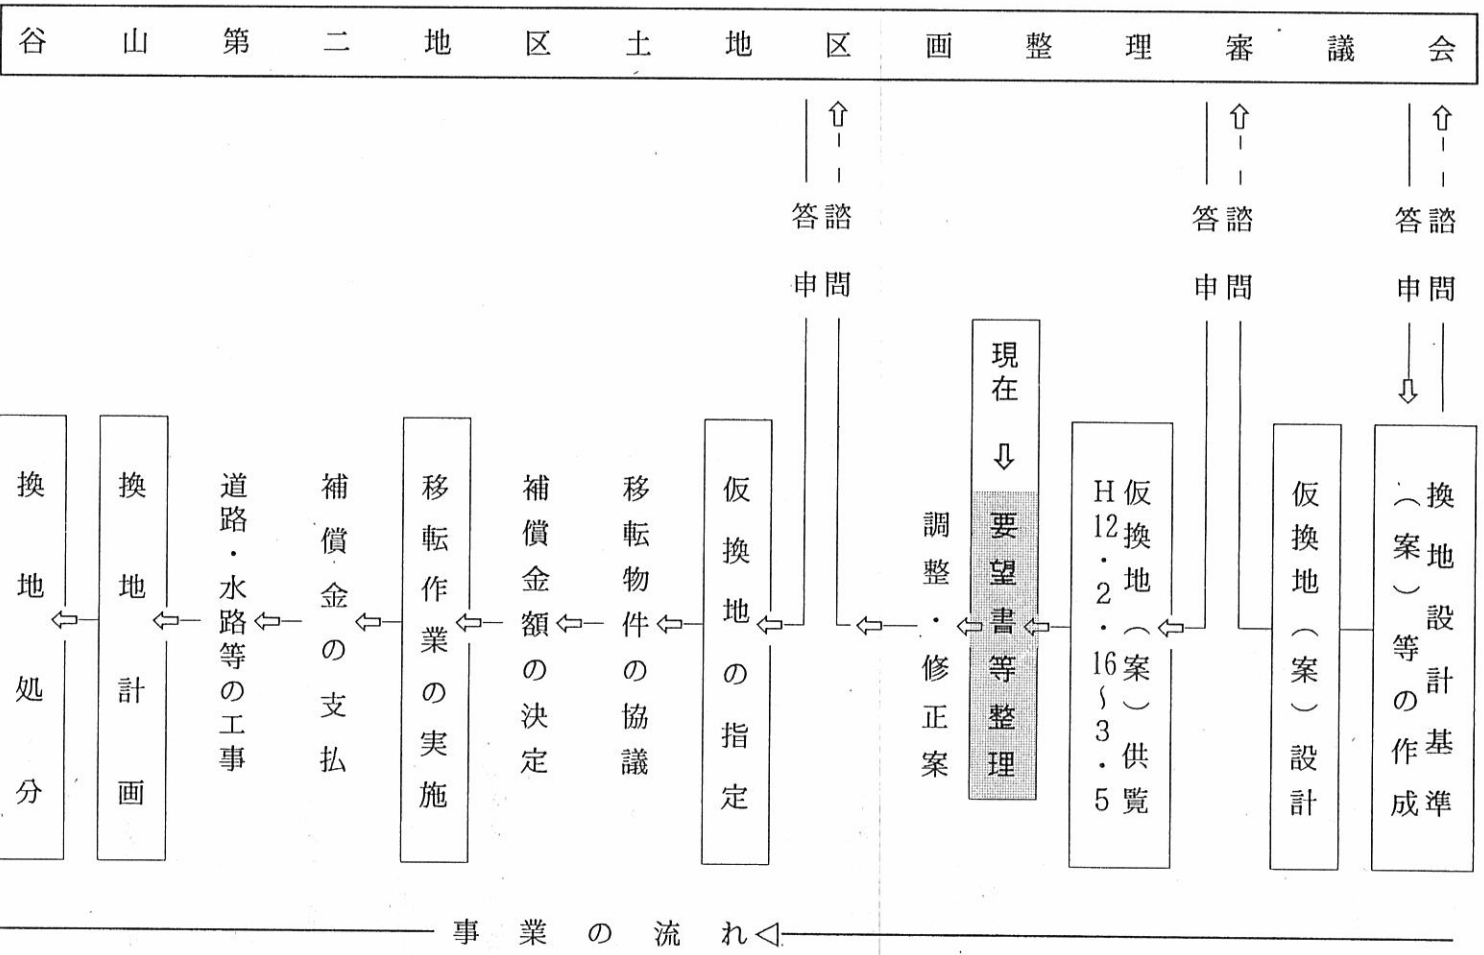 谷山第二地区土地区画整理審議会
諮問
答申
諮問
答申
諮問
答申
換地設計基準
（案）等の作成
仮換地（案）設計
仮換地（案）供覧
H12・2・16～3・5
現在
要望書等整理
調整・修正案
仮換地の指定
移転物件の協議
補償金額の決定
移転作業の実施
補償金の支払
道路・水路等の工事
換地計画
換地処分
事業の流れ